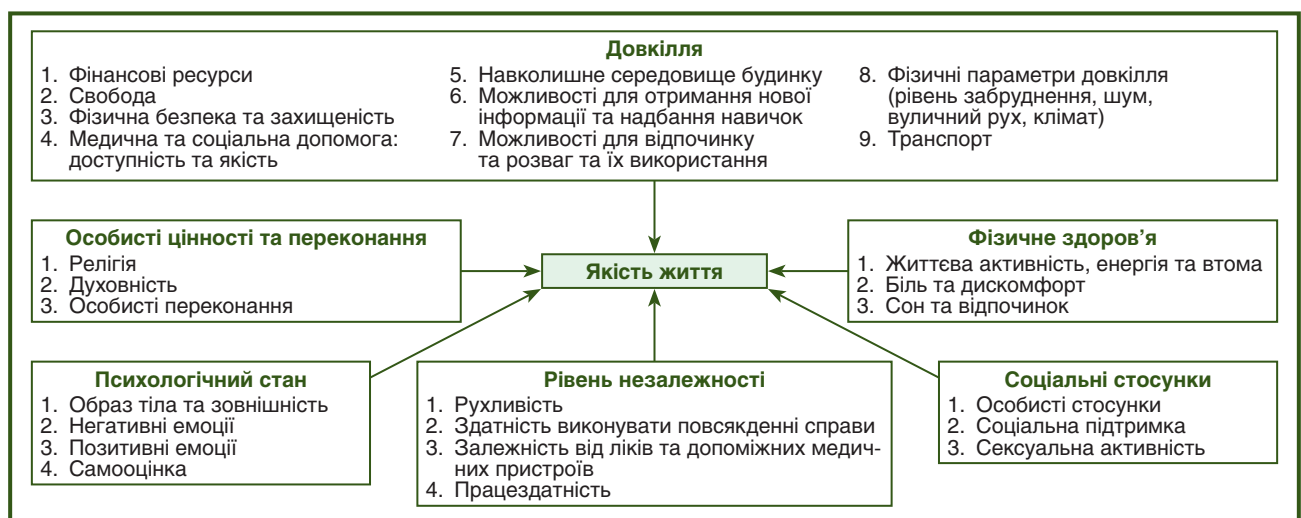 Довкілля
1. Фінансові ресурси
2. Свобода
3. Фізична безпека та захищеність
4. Медична та соціальна допомога:
доступність та якість
5. Навколишнє середовище будинку
6. Можливості для отримання нової
інформації та надбання навичок
7. Можливості для відпочинку
та розваг та їх використання
8. Фізичні параметри довкілля
(рівень забруднення, шум,
вуличний рух, клімат)
9. Транспорт
Особисті цінності та переконання
1. Релігія
2. Духовність
3. Особисті переконання
Якість життя
Фізичне здоров’я
1. Життєва активність, енергія та втома
2. Біль та дискомфорт
3. Сон та відпочинок
Психологічний стан
1. Образ тіла та зовнішність
2. Негативні емоції
3. Позитивні емоції
4. Самооцінка
Рівень незалежності
1. Рухливість
2. Здатність виконувати повсякденні справи
3. Залежність від ліків та допоміжних медич-
них пристроїв
4. Працездатність
Соціальні стосунки
1. Особисті стосунки
2. Соціальна підтримка
3. Сексуальна активність